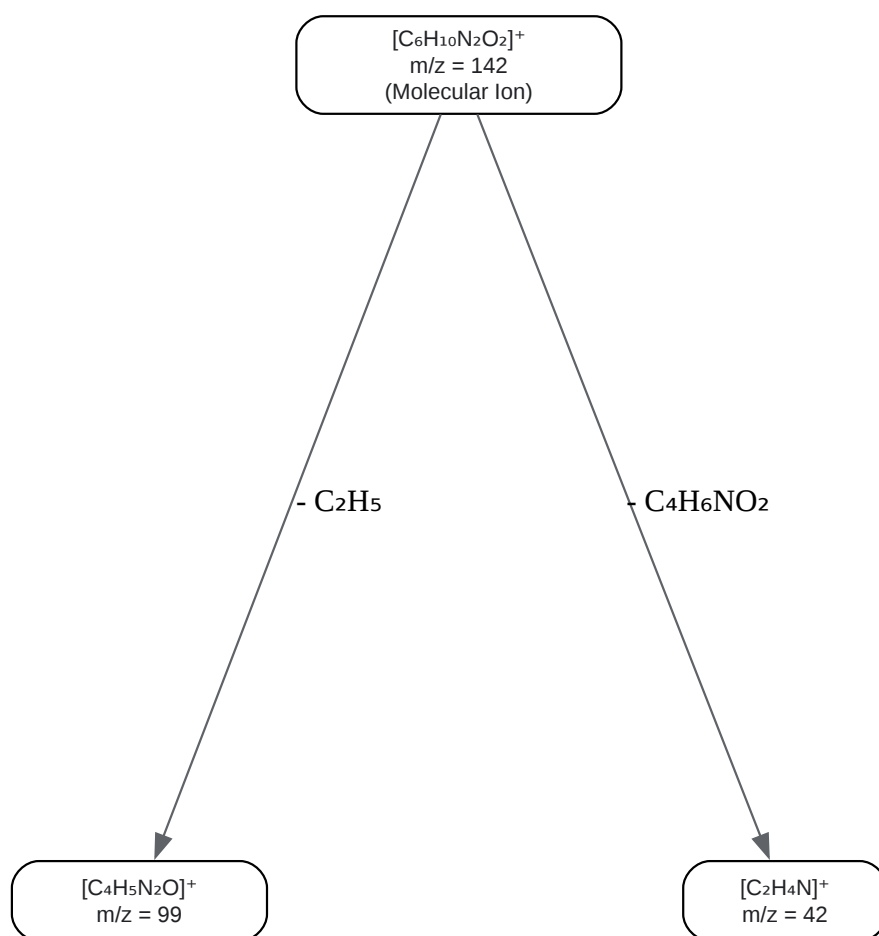 [C₆H₁₀N₂O₂]⁺
m/z = 142
(Molecular Ion)
- C₂H₅
- C₄H₆NO₂
[C₄H₅N₂O]⁺
m/z = 99
[C₂H₄N]⁺
m/z = 42